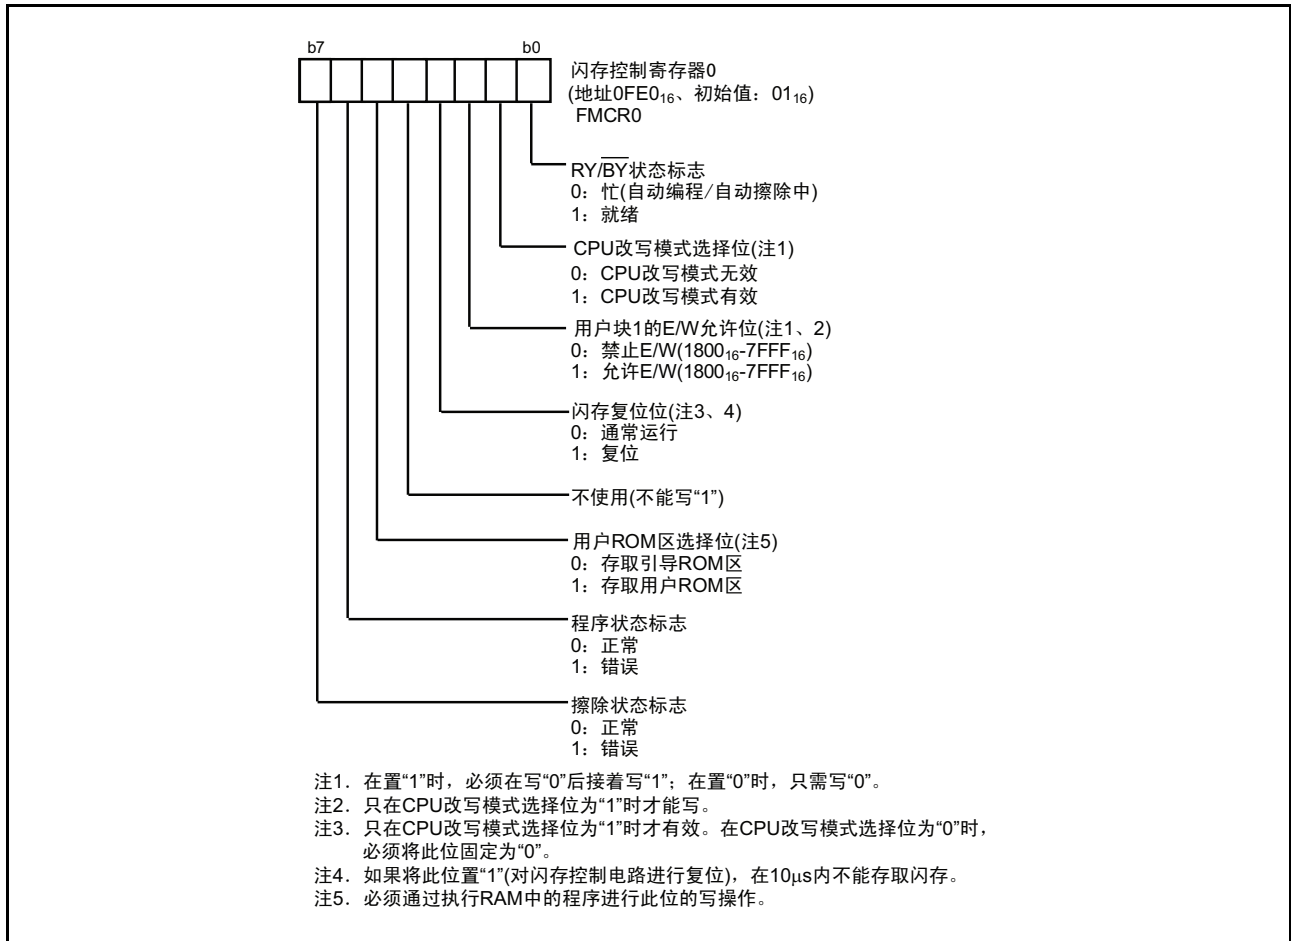 b7 b0
闪存控制寄存器0
(地址0FE0₁₆、初始值：01₁₆)
FMCR0
RY/B̅Y̅状态标志
0：忙(自动编程/自动擦除中)
1：就绪
CPU改写模式选择位(注1)
0：CPU改写模式无效
1：CPU改写模式有效
用户块1的E/W允许位(注1、2)
0：禁止E/W(1800₁₆-7FFF₁₆)
1：允许E/W(1800₁₆-7FFF₁₆)
闪存复位位(注3、4)
0：通常运行
1：复位
不使用(不能写“1”)
用户ROM区选择位(注5)
0：存取引导ROM区
1：存取用户ROM区
程序状态标志
0：正常
1：错误
擦除状态标志
0：正常
1：错误
注1．在置“1”时，必须在写“0”后接着写“1”；在置“0”时，只需写“0”。
注2．只在CPU改写模式选择位为“1”时才能写。
注3．只在CPU改写模式选择位为“1”时才有效。在CPU改写模式选择位为“0”时，
必须将此位固定为“0”。
注4．如果将此位置“1”(对闪存控制电路进行复位)，在10μs内不能存取闪存。
注5．必须通过执行RAM中的程序进行此位的写操作。